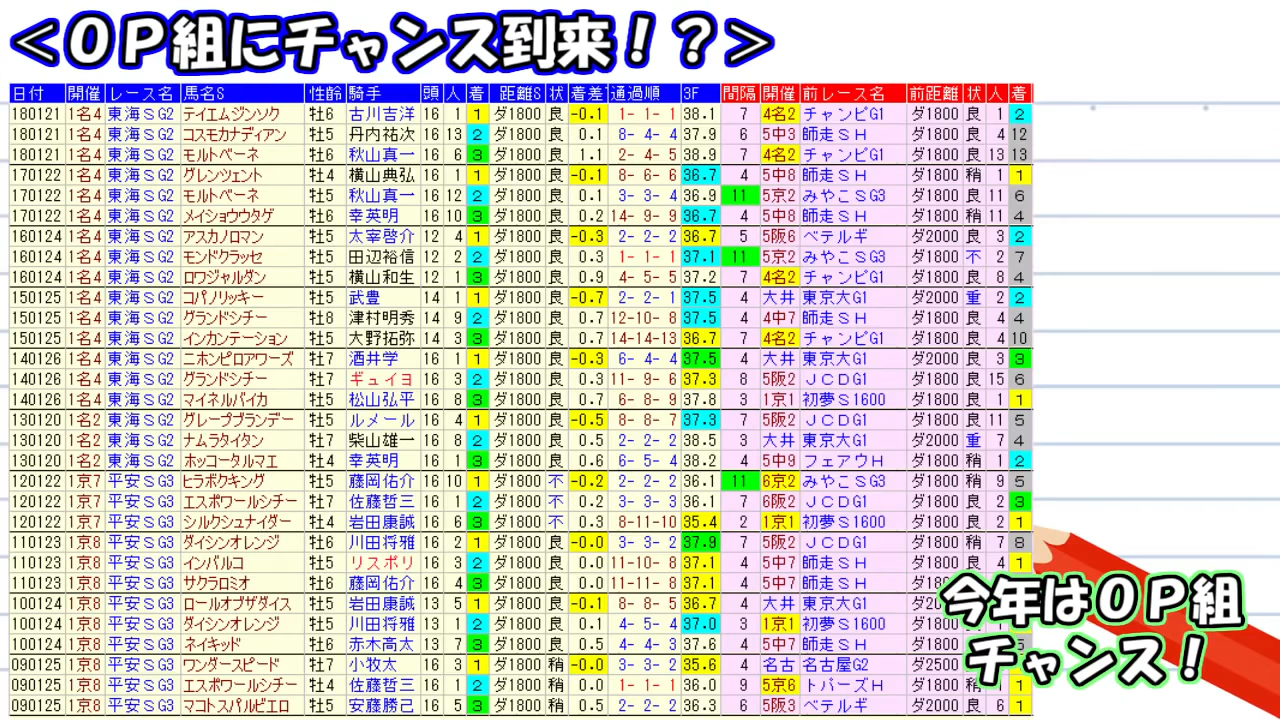 ＜ＯＰ組にチャンス到来！？＞
日付 開催 レース名 馬名S 性齢 騎手 頭 人 着 距離S 状 着差 通過順 3F 間隔 開催 前レース名 前距離 状 人 着
180121 1名4 東海ＳG2 テイエムジンソク 牡6 古川吉洋 16 1 1 ダ1800 良 -0.1 1- 1- 1 38.1 7 4名2 チャンピG1 ダ1800 良 1 2
180121 1名4 東海ＳG2 コスモカナディアン 牡5 丹内祐次 16 13 2 ダ1800 良 0.1 8- 4- 4 37.9 6 5中3 師走ＳＨ ダ1800 良 4 12
180121 1名4 東海ＳG2 モルトベーネ 牡6 秋山真一 16 6 3 ダ1800 良 1.1 2- 4- 5 38.9 7 4名2 チャンピG1 ダ1800 良 13 13
170122 1名4 東海ＳG2 グレンツェント 牡4 横山典弘 16 1 1 ダ1800 良 -0.1 8- 6- 6 36.7 4 5中8 師走ＳＨ ダ1800 稍 1 1
170122 1名4 東海ＳG2 モルトベーネ 牡5 秋山真一 16 12 2 ダ1800 良 0.1 3- 3- 4 36.9 11 5京2 みやこＳG3 ダ1800 良 11 6
170122 1名4 東海ＳG2 メイショウウタゲ 牡6 幸英明 16 10 3 ダ1800 良 0.2 14- 9- 9 36.7 4 5中8 師走ＳＨ ダ1800 稍 11 4
160124 1名4 東海ＳG2 アスカノロマン 牡5 太宰啓介 12 4 1 ダ1800 良 -0.3 2- 2- 2 36.7 5 5阪6 ベテルギ ダ2000 良 3 2
160124 1名4 東海ＳG2 モンドクラッセ 牡5 田辺裕信 12 2 2 ダ1800 良 0.3 1- 1- 1 37.1 11 5京2 みやこＳG3 ダ1800 不 2 7
160124 1名4 東海ＳG2 ロワジャルダン 牡5 横山和生 12 1 3 ダ1800 良 0.9 4- 5- 5 37.2 7 4名2 チャンピG1 ダ1800 良 8 4
150125 1名4 東海ＳG2 コパノリッキー 牡5 武豊 14 1 1 ダ1800 良 -0.7 2- 2- 1 37.5 4 大井 東京大G1 ダ2000 重 2 2
150125 1名4 東海ＳG2 グランドシチー 牡8 津村明秀 14 9 2 ダ1800 良 0.7 12-10- 8 37.5 4 4中7 師走ＳＨ ダ1800 良 4 4
150125 1名4 東海ＳG2 インカンテーション 牡5 大野拓弥 14 3 3 ダ1800 良 0.7 14-14-13 36.7 7 4名2 チャンピG1 ダ1800 良 4 10
140126 1名4 東海ＳG2 ニホンピロアワーズ 牡7 酒井学 16 1 1 ダ1800 良 -0.3 6- 4- 4 37.5 4 大井 東京大G1 ダ2000 良 3 3
140126 1名4 東海ＳG2 グランドシチー 牡7 ギュイヨ 16 3 2 ダ1800 良 0.3 11- 9- 6 37.3 8 5阪2 ＪＣＤG1 ダ1800 良 15 6
140126 1名4 東海ＳG2 マイネルバイカ 牡5 松山弘平 16 8 3 ダ1800 良 0.7 6- 8- 9 37.8 3 1京1 初夢Ｓ1600 ダ1800 良 1 1
130120 1名2 東海ＳG2 グレープブランデー 牡5 ルメール 16 4 1 ダ1800 良 -0.5 8- 8- 7 37.3 7 5阪2 ＪＣＤG1 ダ1800 良 11 5
130120 1名2 東海ＳG2 ナムラタイタン 牡7 柴山雄一 16 8 2 ダ1800 良 0.5 2- 2- 2 38.5 3 大井 東京大G1 ダ2000 重 7 4
130120 1名2 東海ＳG2 ホッコータルマエ 牡4 幸英明 16 1 3 ダ1800 良 0.6 6- 5- 4 38.2 4 5中9 フェアウＨ ダ1800 稍 1 2
120122 1京7 平安ＳG3 ヒラボクキング 牡5 藤岡佑介 16 10 1 ダ1800 不 -0.2 2- 2- 2 36.1 11 6京2 みやこＳG3 ダ1800 稍 9 5
120122 1京7 平安ＳG3 エスポワールシチー 牡7 佐藤哲三 16 1 2 ダ1800 不 0.2 3- 3- 3 36.1 7 6阪2 ＪＣＤG1 ダ1800 良 2 3
120122 1京7 平安ＳG3 シルクシュナイダー 牡4 岩田康誠 16 6 3 ダ1800 不 0.3 8-11-10 35.4 2 1京1 初夢Ｓ1600 ダ1800 良 2 1
110123 1京8 平安ＳG3 ダイシンオレンジ 牡6 川田将雅 16 2 1 ダ1800 良 -0.0 3- 3- 2 37.9 7 5阪2 ＪＣＤG1 ダ1800 稍 7 8
110123 1京8 平安ＳG3 インバルコ 牡5 リスポリ 16 3 2 ダ1800 良 0.0 11-10- 8 37.1 4 5中7 師走ＳＨ ダ1800 良 4 1
110123 1京8 平安ＳG3 サクラロミオ 牡6 藤岡佑介 16 4 3 ダ1800 良 0.0 11-11- 8 37.1 4 5中7 師走ＳＨ
100124 1京8 平安ＳG3 ロールオブザダイス 牡5 岩田康誠 13 5 1 ダ1800 良 -0.1 8- 8- 5 36.7 4 大井 東京大G1
100124 1京8 平安ＳG3 ダイシンオレンジ 牡5 川田将雅 13 1 2 ダ1800 良 0.1 4- 5- 4 37.0 3 1京1 初夢Ｓ1600
100124 1京8 平安ＳG3 ネイキッド 牡6 赤木高太 13 7 3 ダ1800 良 0.5 4- 4- 3 37.6 4 5中7 師走ＳＨ
090125 1京8 平安ＳG3 ワンダースピード 牡7 小牧太 16 3 1 ダ1800 稍 -0.0 3- 3- 2 35.6 4 名古 名古屋G2 ダ2500
090125 1京8 平安ＳG3 エスポワールシチー 牡4 佐藤哲三 16 1 2 ダ1800 稍 0.0 1- 1- 1 36.0 9 5京6 トパーズＨ ダ1800 稍 1 1
090125 1京8 平安ＳG3 マコトスパルビエロ 牡5 安藤勝己 16 5 3 ダ1800 稍 0.5 2- 2- 2 36.3 6 5阪3 ベテルギ ダ1800 良 6 1
今年はＯＰ組
チャンス！